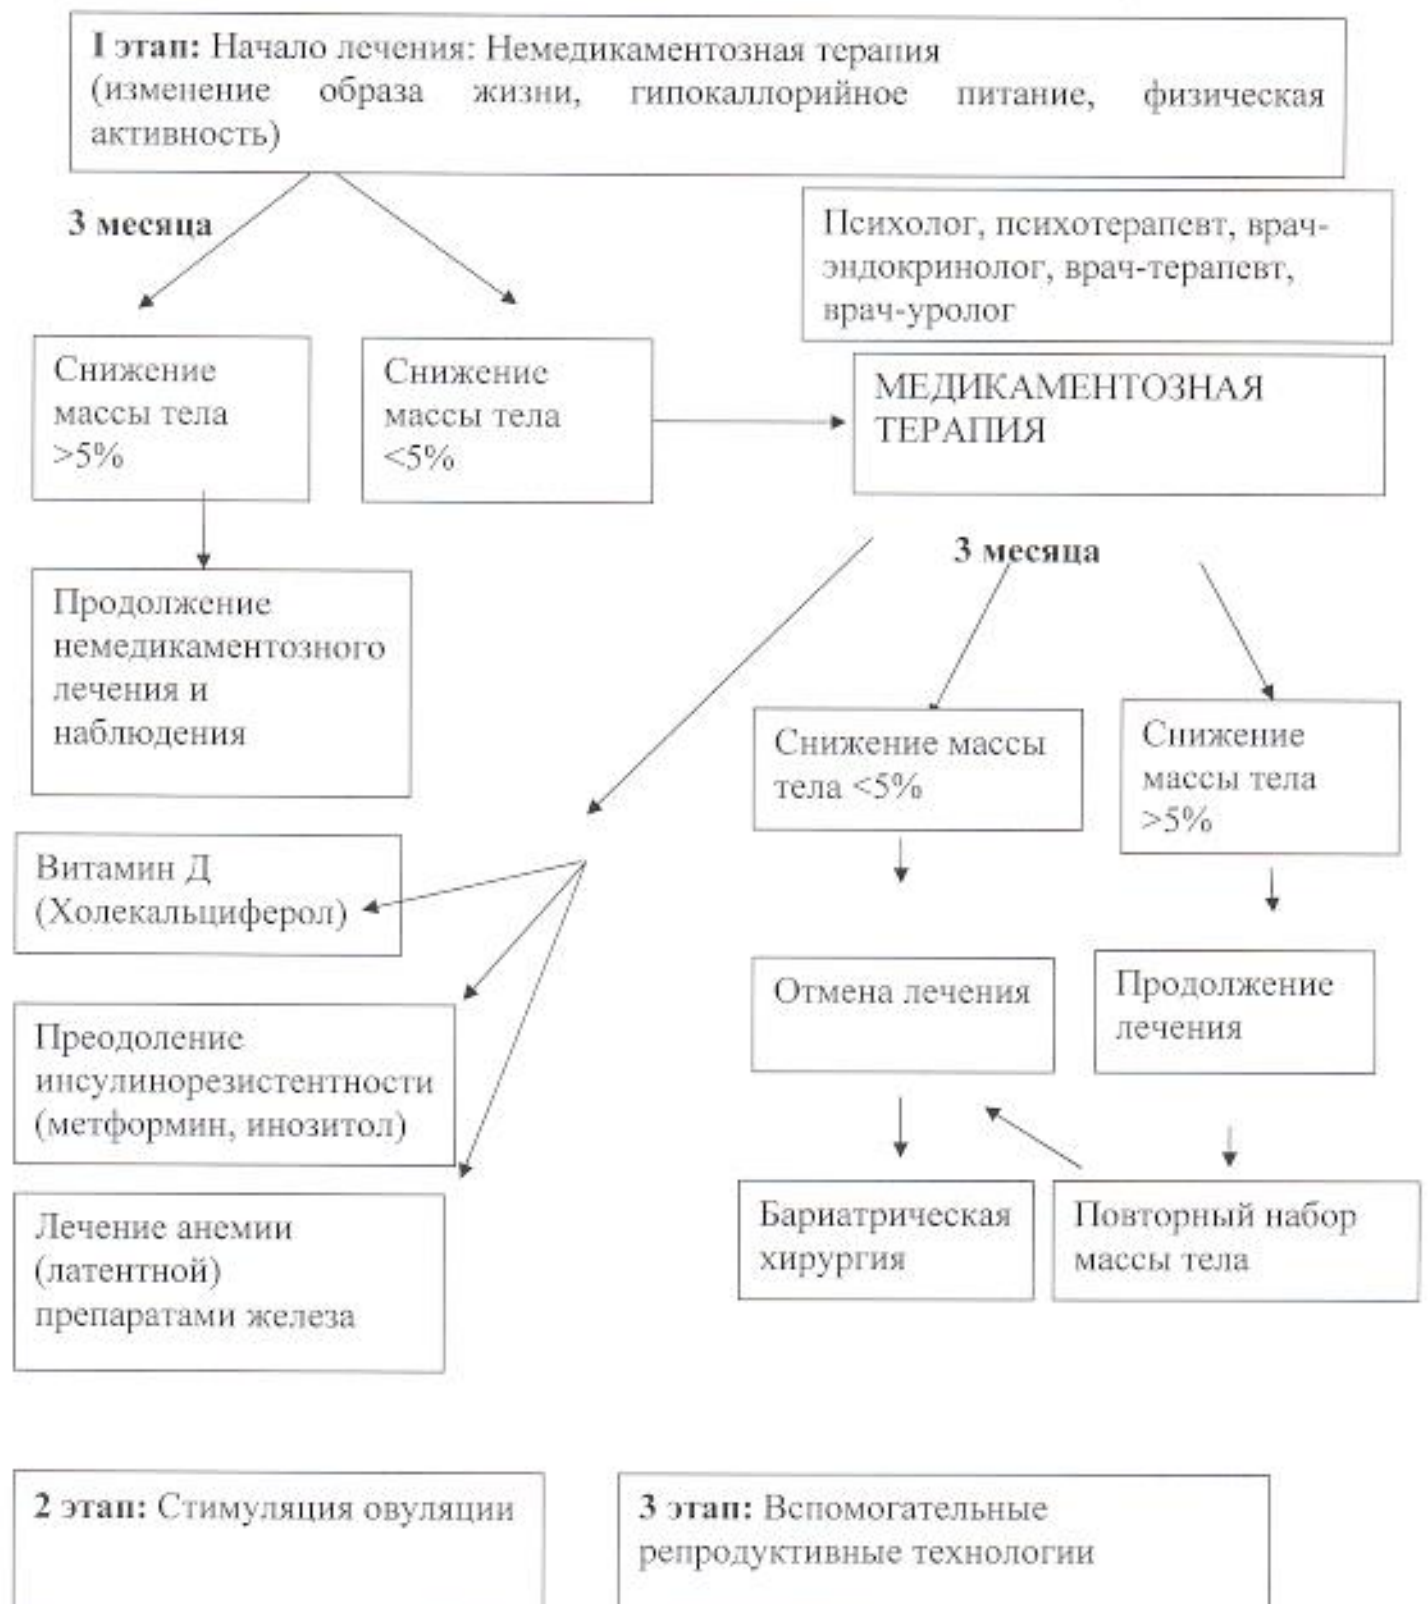 I этап: Начало лечения: Немедикаментозная терапия
(изменение образа жизни, гипокаллорийное питание, физическая
активность)
3 месяца
Психолог, психотерапевт, врач-
эндокринолог, врач-терапевт,
врач-уролог
Снижение
массы тела
>5%
Снижение
массы тела
<5%
МЕДИКАМЕНТОЗНАЯ
ТЕРАПИЯ
3 месяца
Продолжение
немедикаментозного
лечения и
наблюдения
Снижение массы
тела <5%
Снижение
массы тела
>5%
Витамин Д
(Холекальциферол)
Отмена лечения
Продолжение
лечения
Преодоление
инсулинорезистентности
(метформин, инозитол)
Лечение анемии
(латентной)
препаратами железа
Бариатрическая
хирургия
Повторный набор
массы тела
2 этап: Стимуляция овуляции
3 этап: Вспомогательные
репродуктивные технологии